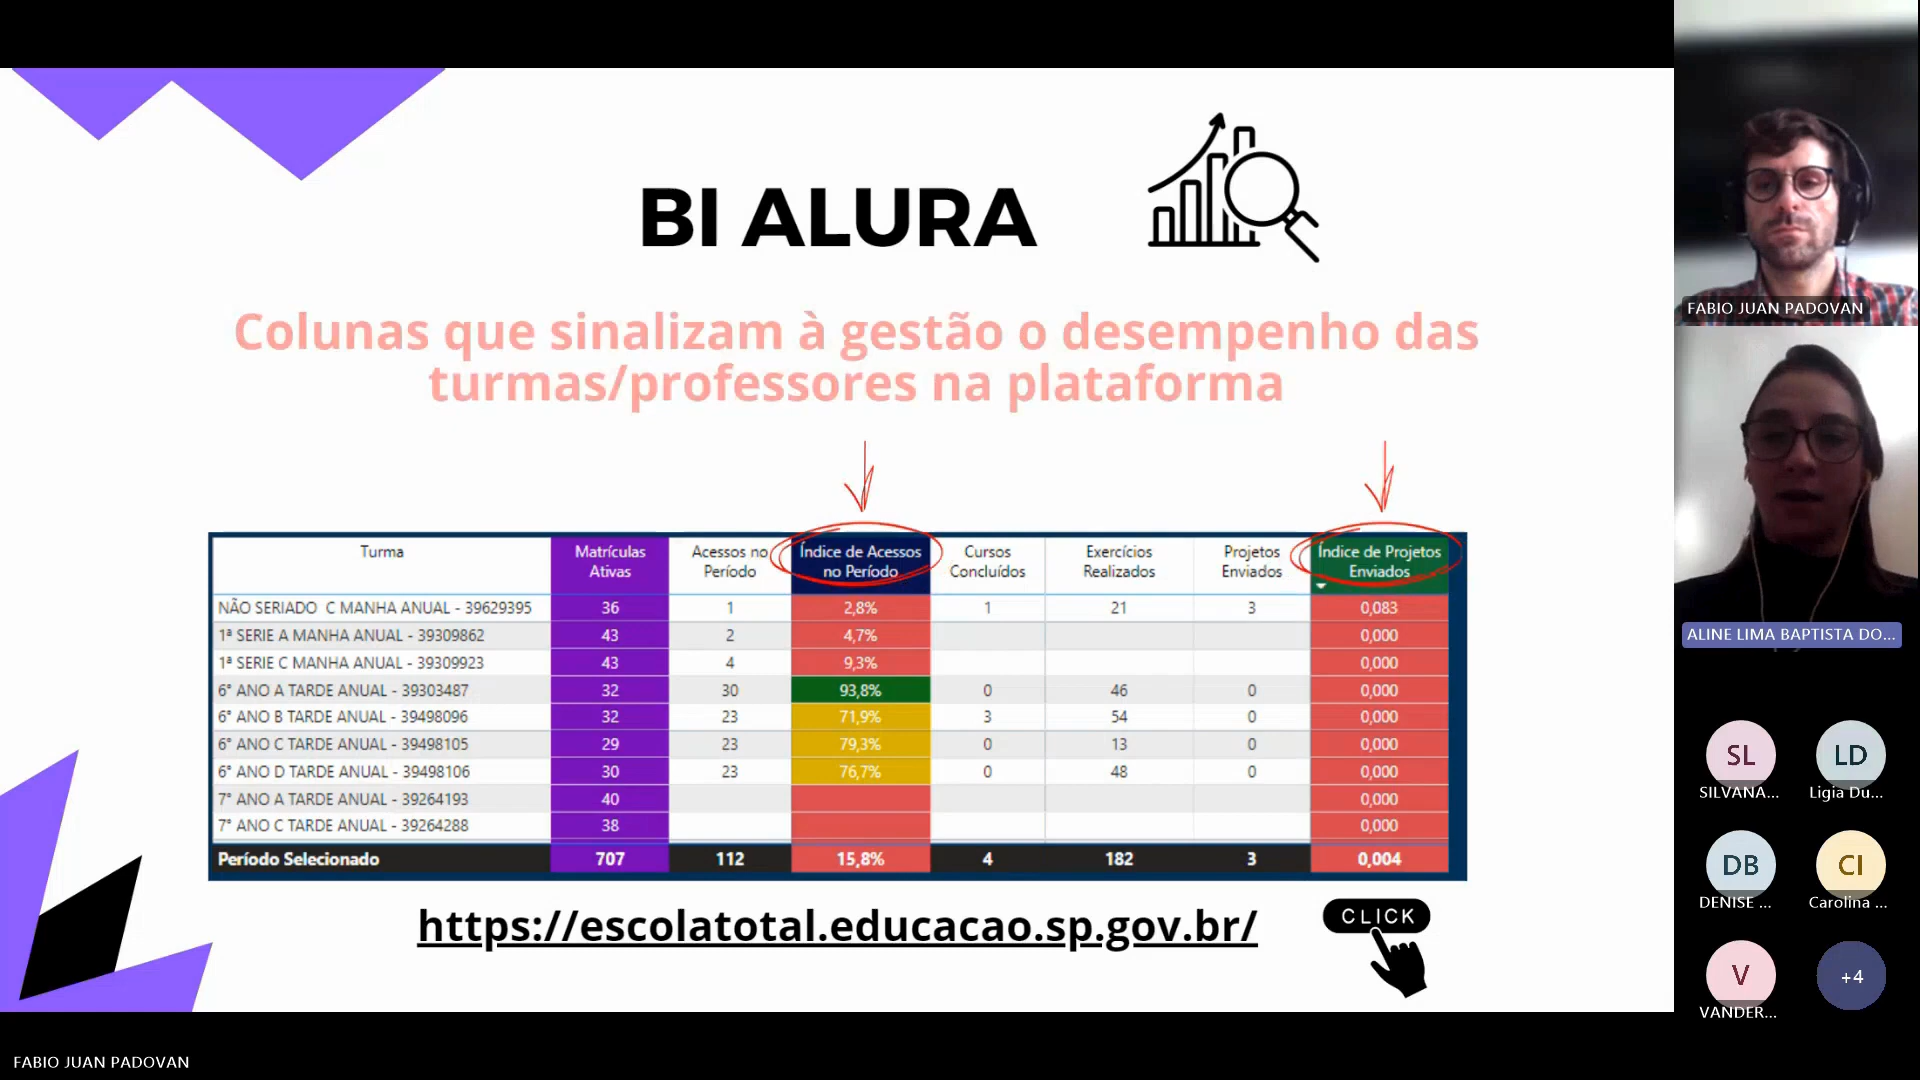 BI ALURA
Colunas que sinalizam à gestão o desempenho das
turmas/professores na plataforma
Turma Matrículas Ativas Acessos no Período Índice de Acessos no Período Cursos Concluídos Exercícios Realizados Projetos Enviados Índice de Projetos Enviados
NÃO SERIADO C MANHA ANUAL - 39629395 36 1 2,8% 1 21 3 0,083
1ª SERIE A MANHA ANUAL - 39309862 43 2 4,7% 0,000
1ª SERIE C MANHA ANUAL - 39309923 43 4 9,3% 0,000
6° ANO A TARDE ANUAL - 39303487 32 30 93,8% 0 46 0 0,000
6° ANO B TARDE ANUAL - 39498096 32 23 71,9% 3 54 0 0,000
6° ANO C TARDE ANUAL - 39498105 29 23 79,3% 0 13 0 0,000
6° ANO D TARDE ANUAL - 39498106 30 23 76,7% 0 48 0 0,000
7° ANO A TARDE ANUAL - 39264193 40 0,000
7° ANO C TARDE ANUAL - 39264288 38 0,000
Período Selecionado 707 112 15,8% 4 182 3 0,004
https://escolatotal.educacao.sp.gov.br/
CLICK
FABIO JUAN PADOVAN
ALINE LIMA BAPTISTA DO...
SL LD
SILVANA... Ligia Du...
DB CI
DENISE ... Carolina ...
V +4
VANDER...
FABIO JUAN PADOVAN